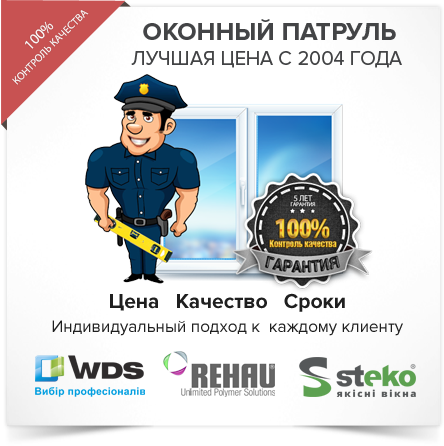 100%
КОНТРОЛЬ КАЧЕСТВА
ОКОННЫЙ ПАТРУЛЬ
ЛУЧШАЯ ЦЕНА С 2004 ГОДА
5 ЛЕТ
ГАРАНТИЯ
100%
Контроль качества
ГАРАНТИЯ
Цена Качество Сроки
Индивидуальный подход к каждому клиенту
WDS
Вибір професіоналів
REHAU
Unlimited Polymer Solutions
steko
якісні вікна